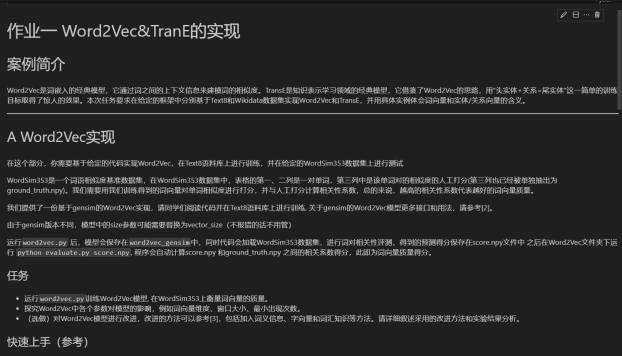 作业一 Word2Vec&TranE的实现
案例简介
Word2Vec是词嵌入的经典模型，它通过词之间的上下文信息来建模词的相似度。TransE是知识表示学习领域的经典模型，它借鉴了Word2Vec的思路，用“头实体+关系=尾实体”这一简单的训练
目标取得了惊人的效果。本次任务要求在给定的框架中分别基于Text8和Wikidata数据集实现Word2Vec和TransE，并用具体实例体会词向量和实体/关系向量的含义。
A Word2Vec实现
在这个部分，你需要基于给定的代码实现Word2Vec，在Text8语料库上进行训练，并在给定的WordSim353数据集上进行测试
WordSim353是一个词语相似度基准数据集，在WordSim353数据集中，表格的第一、二列是一对单词，第三列中是该单词对的相似度的人工打分(第三列也已经被单独抽出为
ground_truth.npy)。我们需要用我们训练得到的词向量对单词相似度进行打分，并与人工打分计算相关性系数，总的来说，越高的相关性系数代表越好的词向量质量。
我们提供了一份基于gensim的Word2Vec实现，请同学们阅读代码并在Text8语料库上进行训练, 关于gensim的Word2Vec模型更多接口和用法，请参考[2]。
由于gensim版本不同，模型中的size参数可能需要替换为vector_size（不报错的话不用管）
运行word2vec.py 后，模型会保存在word2vec_gensim中，同时代码会加载WordSim353数据集，进行词对相关性评测，得到的预测得分保存在score.npy文件中 之后在Word2Vec文件夹下运
行 python evaluate.py score.npy, 程序会自动计算score.npy 和ground_truth.npy 之间的相关系数得分，此即为词向量质量得分。
任务
• 运行word2vec.py训练Word2Vec模型, 在WordSim353上衡量词向量的质量。
• 探究Word2Vec中各个参数对模型的影响，例如词向量维度、窗口大小、最小出现次数。
• （选做）对Word2Vec模型进行改进，改进的方法可以参考[3]，包括加入词义信息、字向量和词汇知识等方法。请详细叙述采用的改进方法和实验结果分析。
快速上手（参考）